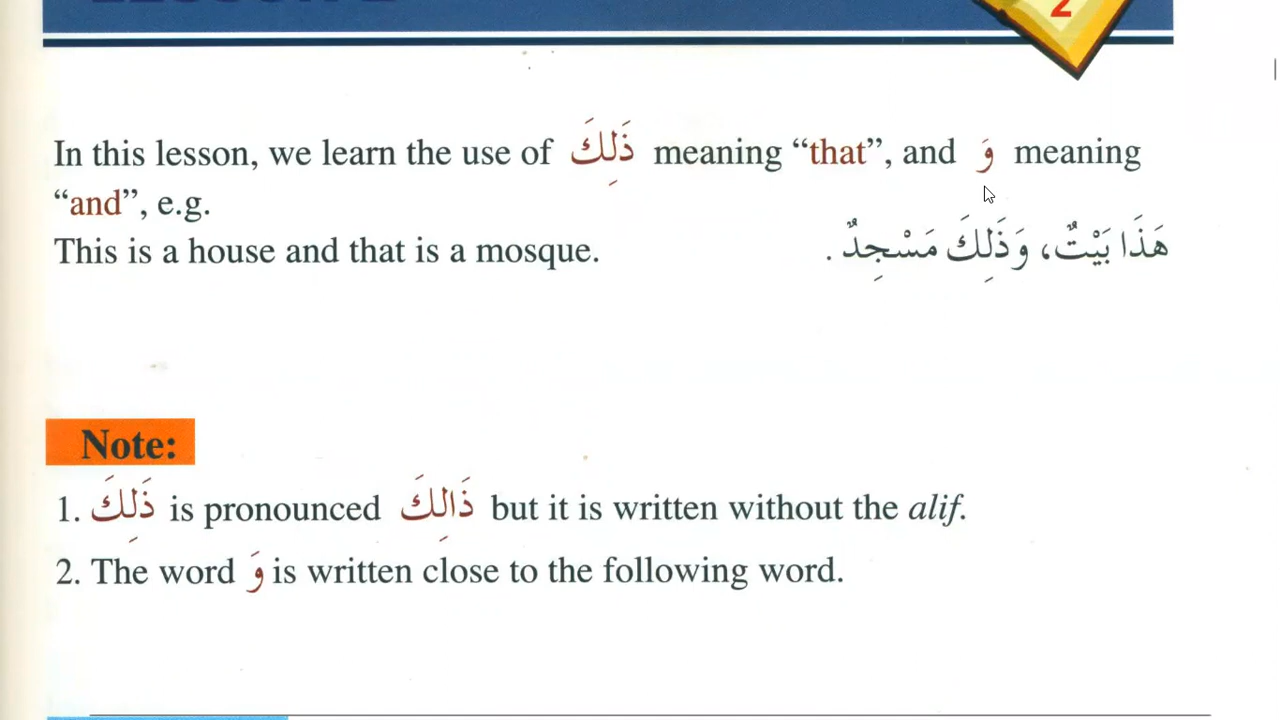 2
In this lesson, we learn the use of ذَلِكَ meaning “that”, and وَ meaning
“and”, e.g.
This is a house and that is a mosque. هَذَا بَيْتٌ، وَذَلِكَ مَسْجِدٌ .
Note:
1. ذَلِكَ is pronounced ذَالِكَ but it is written without the alif.
2. The word وَ is written close to the following word.